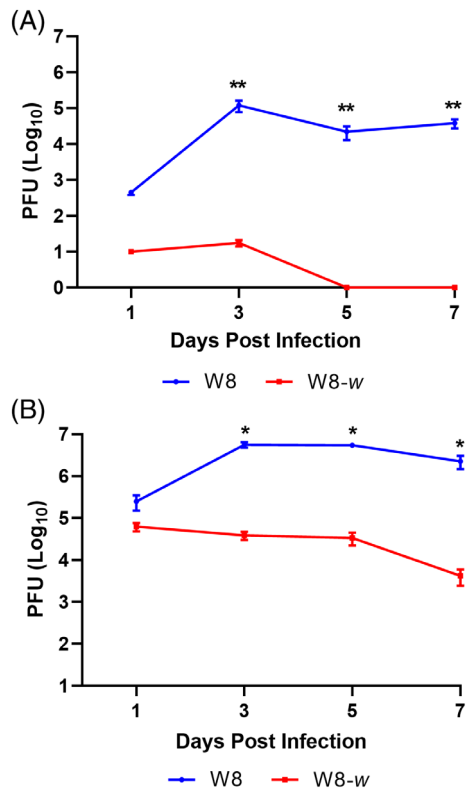 (A)
7
6
5
4
3
2
1
0
PFU (Log10)
**
**
**
1 3 5 7
Days Post Infection
W8 W8-w
(B)
7
6
5
4
3
2
1
PFU (Log10)
*
*
*
1 3 5 7
Days Post Infection
W8 W8-w